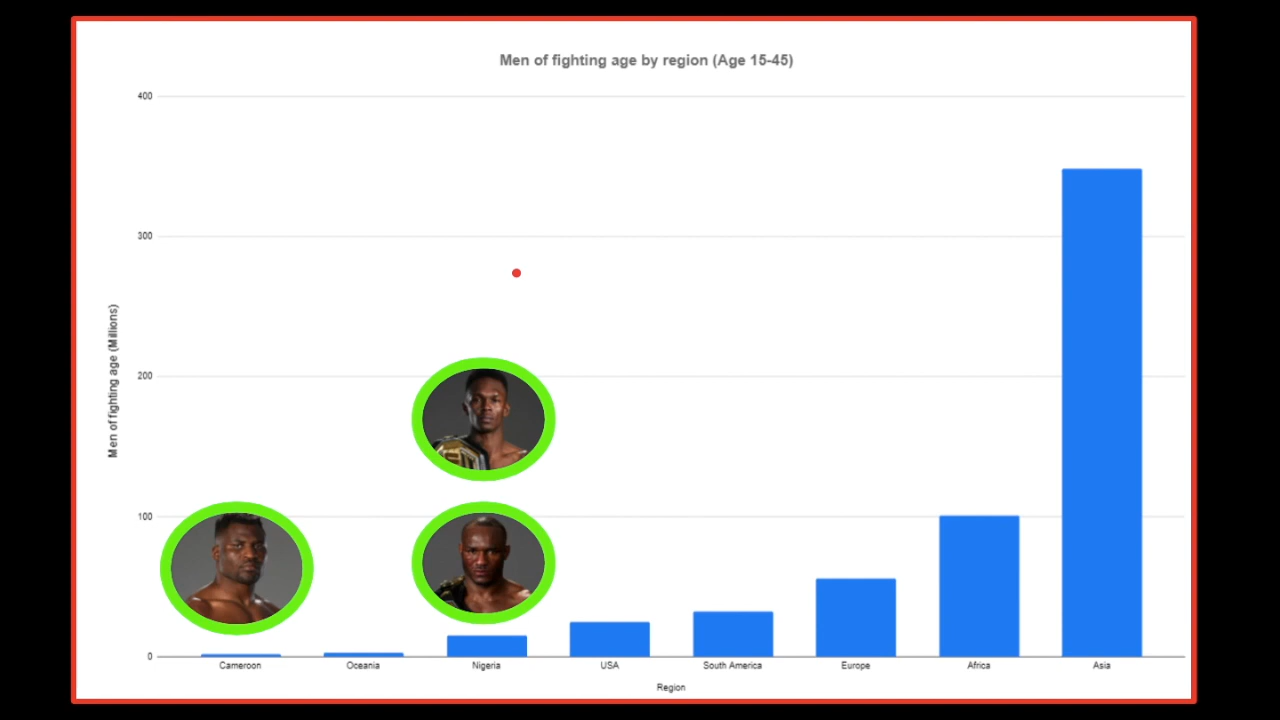 Men of fighting age by region (Age 15-45)
Men of fighting age (Millions)
400
300
200
100
0
Cameroon
Oceania
Nigeria
USA
South America
Europe
Africa
Asia
Region